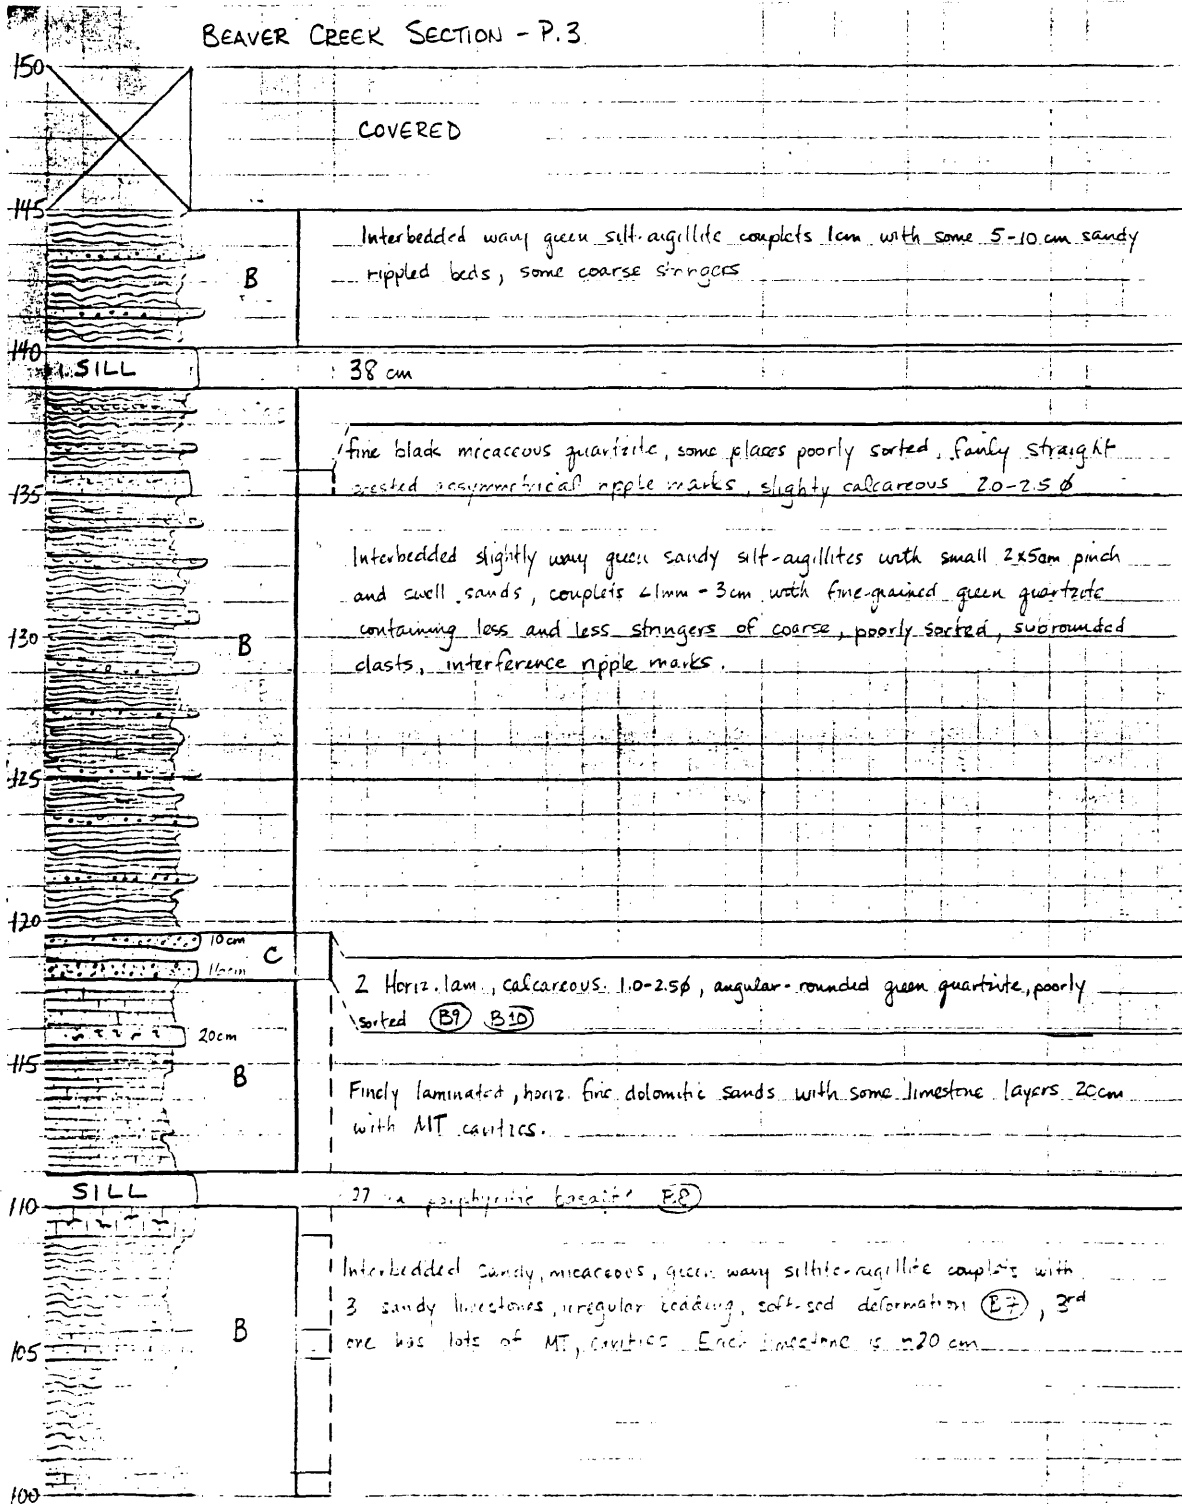 BEAVER CREEK SECTION - P.3
150
COVERED
145
Interbedded wavy green silt-argillite couplets 1cm with some 5-10 cm sandy
B
rippled beds, some coarse stringers
140
SILL
38 cm
fine black micaceous quartzite, some places poorly sorted, fairly straight
135
crested assymmetrical ripple marks, slighty calcareous 2.0-2.5 ø
Interbedded slightly wavy green sandy silt-argillites with small 2x5cm pinch
and swell sands, couplets <1mm - 3cm with fine-grained green quartzite
130
B
containing less and less stringers of coarse, poorly sorted, subrounded
clasts, interference ripple marks.
125
120
10 cm
C
2 Horiz. lam., calcareous. 1.0-2.5ø, angular-rounded green quartzite, poorly
sorted B9 B10
20cm
115
B
Finely laminated, horiz. fine dolomitic sands with some limestone layers 20cm
with MT cavities.
SILL
110
porphyritic basalt
Interbedded sandy, micaceous, green wavy siltite-argillite couplets with
3 sandy limestones, irregular bedding, soft-sed deformation B7, 3rd
B
one has lots of MT, cavities Each limestone is ~20 cm
105
100